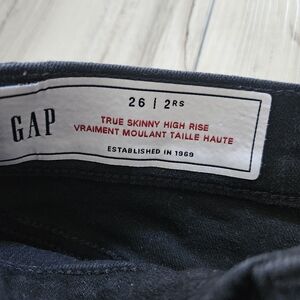 GAP
26 | 2RS
TRUE SKINNY HIGH RISE
VRAIMENT MOULANT TAILLE HAUTE
ESTABLISHED IN 1969